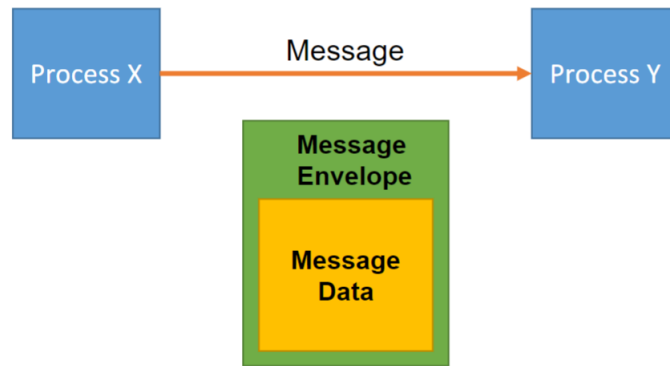 Message
Process X
Process Y
Message
Envelope
Message
Data